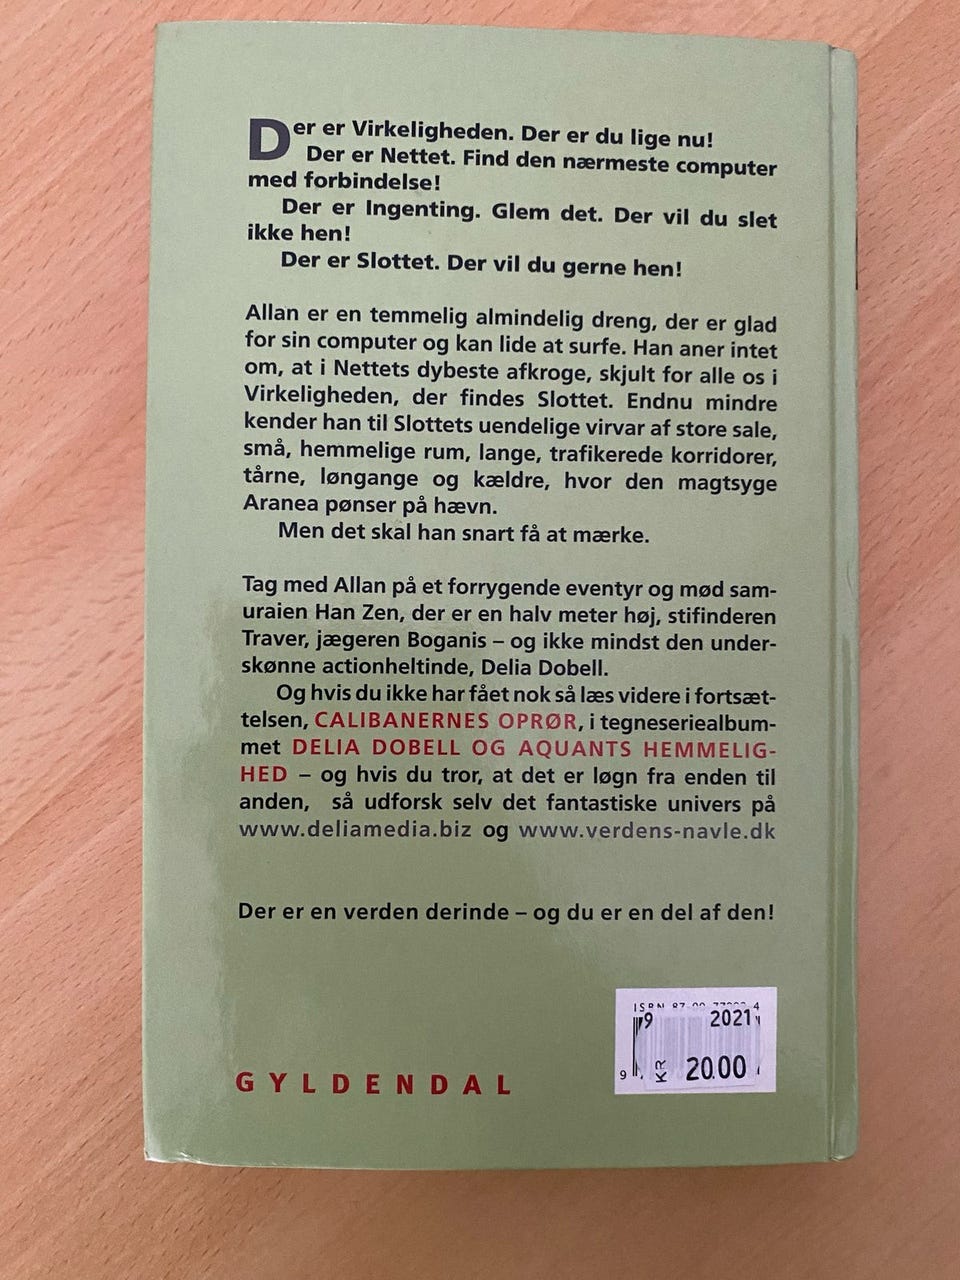 Der er Virkeligheden. Der er du lige nu!
Der er Nettet. Find den nærmeste computer
med forbindelse!
Der er Ingenting. Glem det. Der vil du slet
ikke hen!
Der er Slottet. Der vil du gerne hen!
Allan er en temmelig almindelig dreng, der er glad
for sin computer og kan lide at surfe. Han aner intet
om, at i Nettets dybeste afkroge, skjult for alle os i
Virkeligheden, der findes Slottet. Endnu mindre
kender han til Slottets uendelige virvar af store sale,
små, hemmelige rum, lange, trafikerede korridorer,
tårne, løngange og kældre, hvor den magtsyge
Aranea pønser på hævn.
Men det skal han snart få at mærke.
Tag med Allan på et forrygende eventyr og mød sam-
uraien Han Zen, der er en halv meter høj, stifinderen
Traver, jægeren Boganis – og ikke mindst den under-
skønne actionheltinde, Delia Dobell.
Og hvis du ikke har fået nok så læs videre i fortsæt-
telsen, CALIBANERNES OPRØR, i tegneseriealbum-
met DELIA DOBELL OG AQUANTS HEMMELIG-
HED – og hvis du tror, at det er løgn fra enden til
anden, så udforsk selv det fantastiske univers på
www.deliamedia.biz og www.verdens-navle.dk
Der er en verden derinde – og du er en del af den!
ISBN
9 2021
9 KR 20.00
GYLDENDAL